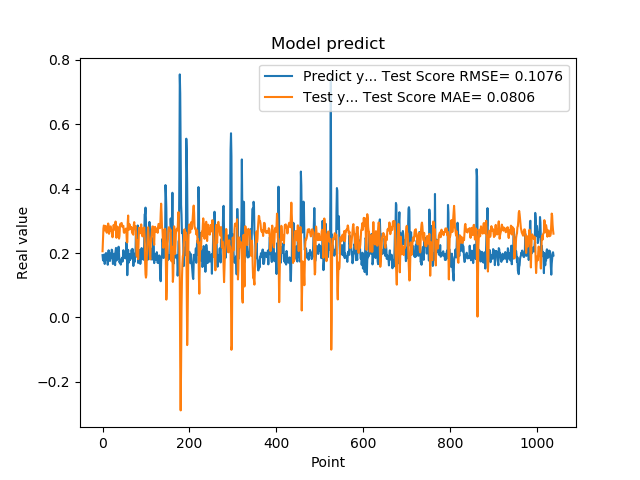 Model predict
Predict y... Test Score RMSE= 0.1076
Test y... Test Score MAE= 0.0806
0.8
0.6
0.4
0.2
0.0
−0.2
Real value
0 200 400 600 800 1000
Point